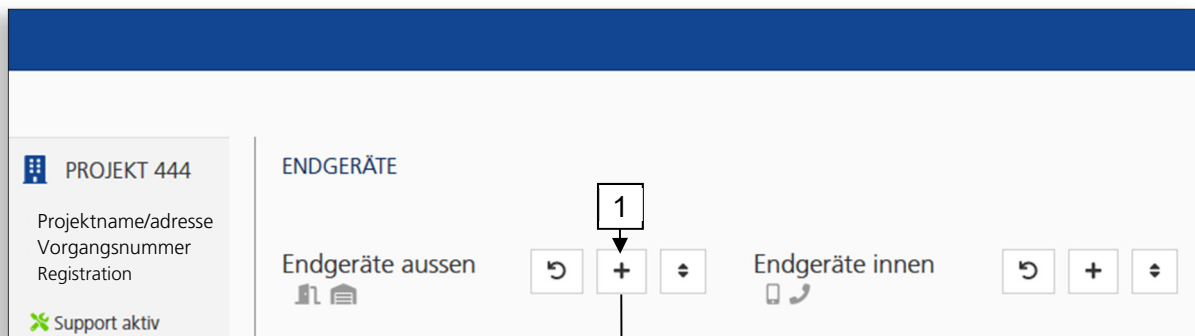 PROJEKT 444
Projektname/adresse
Vorgangsnummer
Registration
Support aktiv
ENDGERÄTE
1
Endgeräte aussen
Endgeräte innen